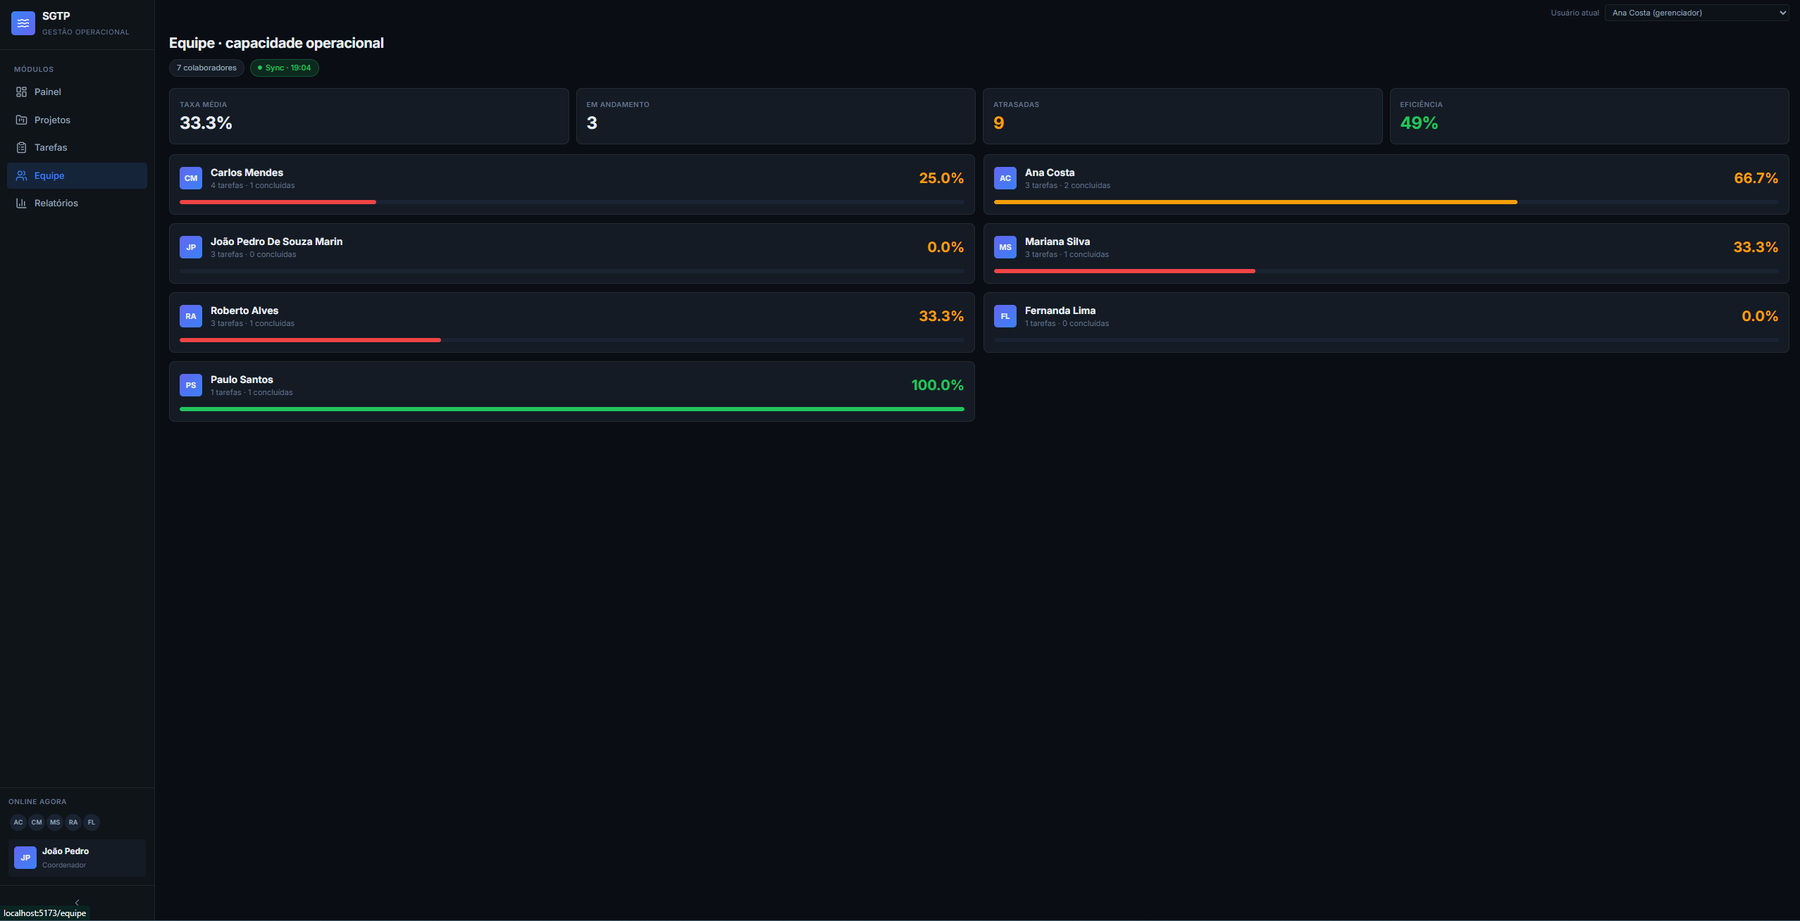 SGTP
GESTÃO OPERACIONAL
MÓDULOS
Painel
Projetos
Tarefas
Equipe
Relatórios
ONLINE AGORA
AC CM MS RA FL
JP
João Pedro
Coordenador
localhost:5173/equipe
Usuário atual
Ana Costa (gerenciador)
Equipe · capacidade operacional
7 colaboradores
Sync · 19:04
TAXA MÉDIA
33.3%
EM ANDAMENTO
3
ATRASADAS
9
EFICIÊNCIA
49%
CM
Carlos Mendes
4 tarefas · 1 concluídas
25.0%
AC
Ana Costa
3 tarefas · 2 concluídas
66.7%
JP
João Pedro De Souza Marin
3 tarefas · 0 concluídas
0.0%
MS
Mariana Silva
3 tarefas · 1 concluídas
33.3%
RA
Roberto Alves
3 tarefas · 1 concluídas
33.3%
FL
Fernanda Lima
1 tarefas · 0 concluídas
0.0%
PS
Paulo Santos
1 tarefas · 1 concluídas
100.0%